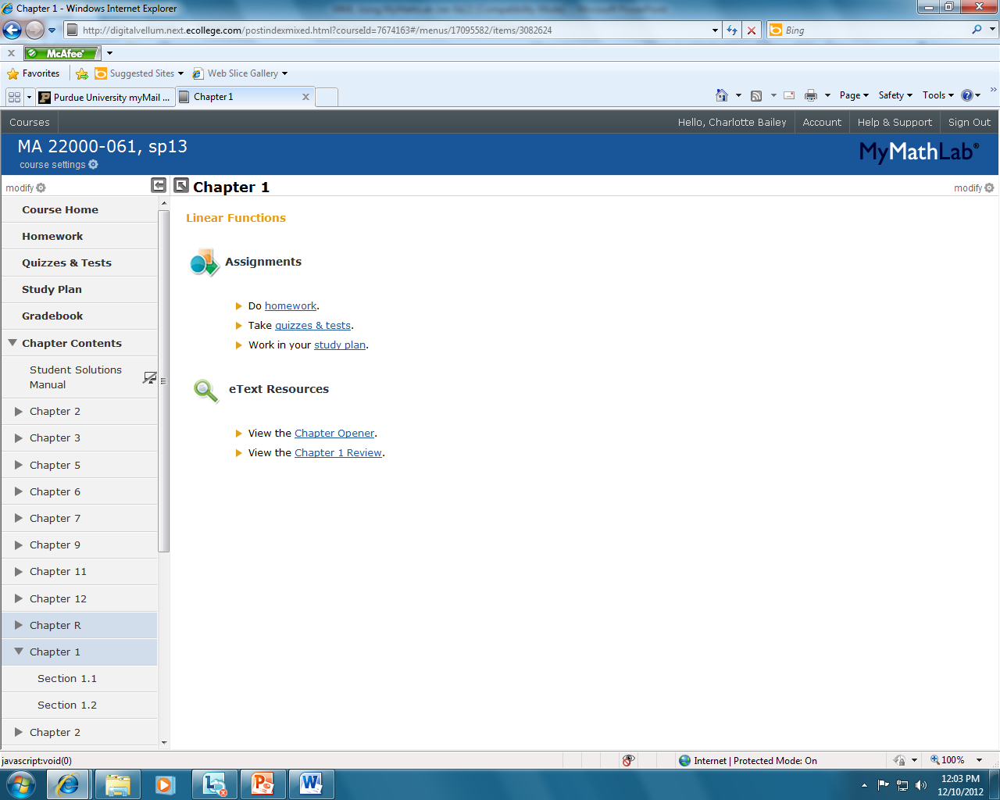 Chapter 1 - Windows Internet Explorer
http://digitalvellum.next.ecollege.com/postindexmixed.html?courseId=7674163#/menus/17095582/items/3082624
Bing
x McAfee
Favorites Suggested Sites Web Slice Gallery
Purdue University myMail ... Chapter 1 x Page Safety Tools
Courses Hello, Charlotte Bailey Account Help & Support Sign Out
MA 22000-061, sp13
course settings
MyMathLab®
modify Chapter 1 modify
Course Home
Homework
Quizzes & Tests
Study Plan
Gradebook
Chapter Contents
Student Solutions
Manual
Chapter 2
Chapter 3
Chapter 5
Chapter 6
Chapter 7
Chapter 9
Chapter 11
Chapter 12
Chapter R
Chapter 1
Section 1.1
Section 1.2
Chapter 2
Linear Functions
Assignments
Do homework.
Take quizzes & tests.
Work in your study plan.
eText Resources
View the Chapter Opener.
View the Chapter 1 Review.
javascript:void(0) Internet | Protected Mode: On 100%
12:03 PM
12/10/2012